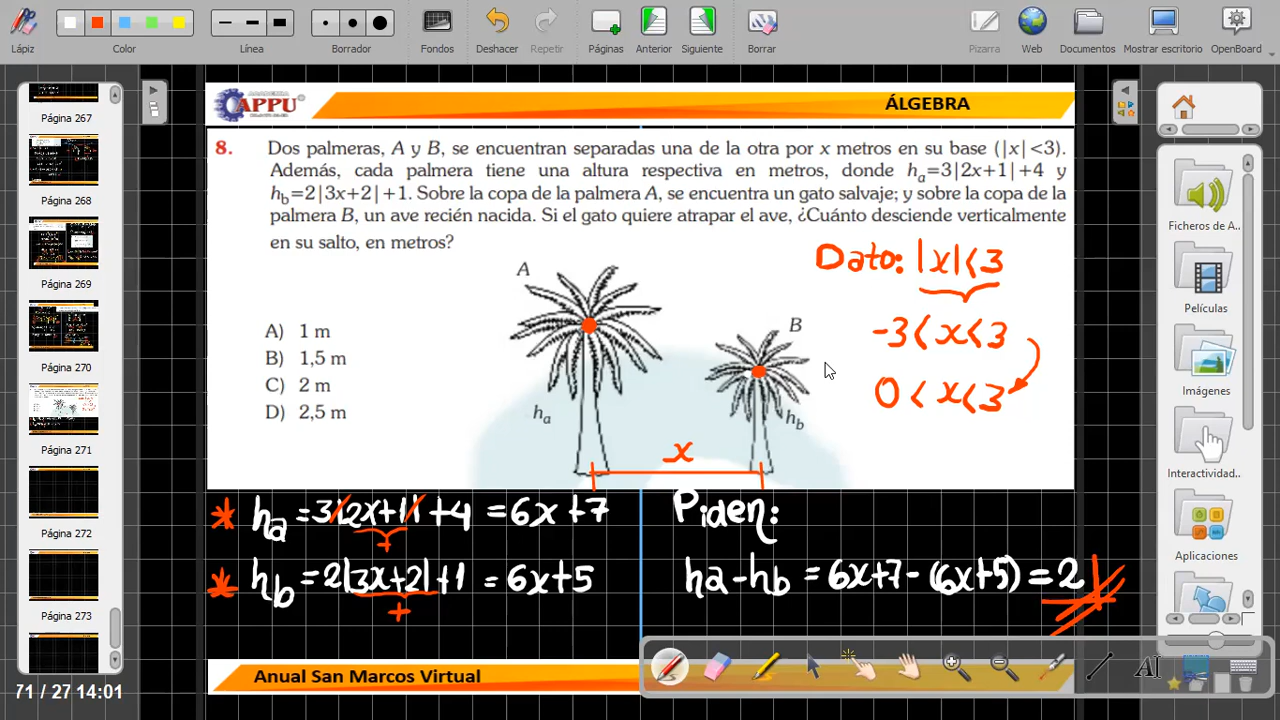 Lápiz
Color
Línea
Borrador
Fondos
Deshacer
Repetir
Páginas
Anterior
Siguiente
Borrar
Pizarra
Web
Documentos
Mostrar escritorio
OpenBoard
Página 267
Página 268
Página 269
Página 270
Página 271
Página 272
Página 273
71 / 27 14:01
ACADEMIA
APPU
ÁLGEBRA
8. Dos palmeras, A y B, se encuentran separadas una de la otra por x metros en su base (|x|<3).
Además, cada palmera tiene una altura respectiva en metros, donde hₐ=3|2x+1|+4 y
h_b=2|3x+2|+1. Sobre la copa de la palmera A, se encuentra un gato salvaje; y sobre la copa de la
palmera B, un ave recién nacida. Si el gato quiere atrapar el ave, ¿Cuánto desciende verticalmente
en su salto, en metros?
A) 1 m
B) 1,5 m
C) 2 m
D) 2,5 m
A
B
hₐ
h_b
x
Dato: |x|<3
-3<x<3
0<x<3
* ha =3|2x+1|+4 =6x+7
+
* hb =2|3x+2|+1 =6x+5
+
Piden:
ha-hb =6x+7-(6x+5)=2
Anual San Marcos Virtual
Ficheros de A..
Películas
Imágenes
Interactividad..
Aplicaciones